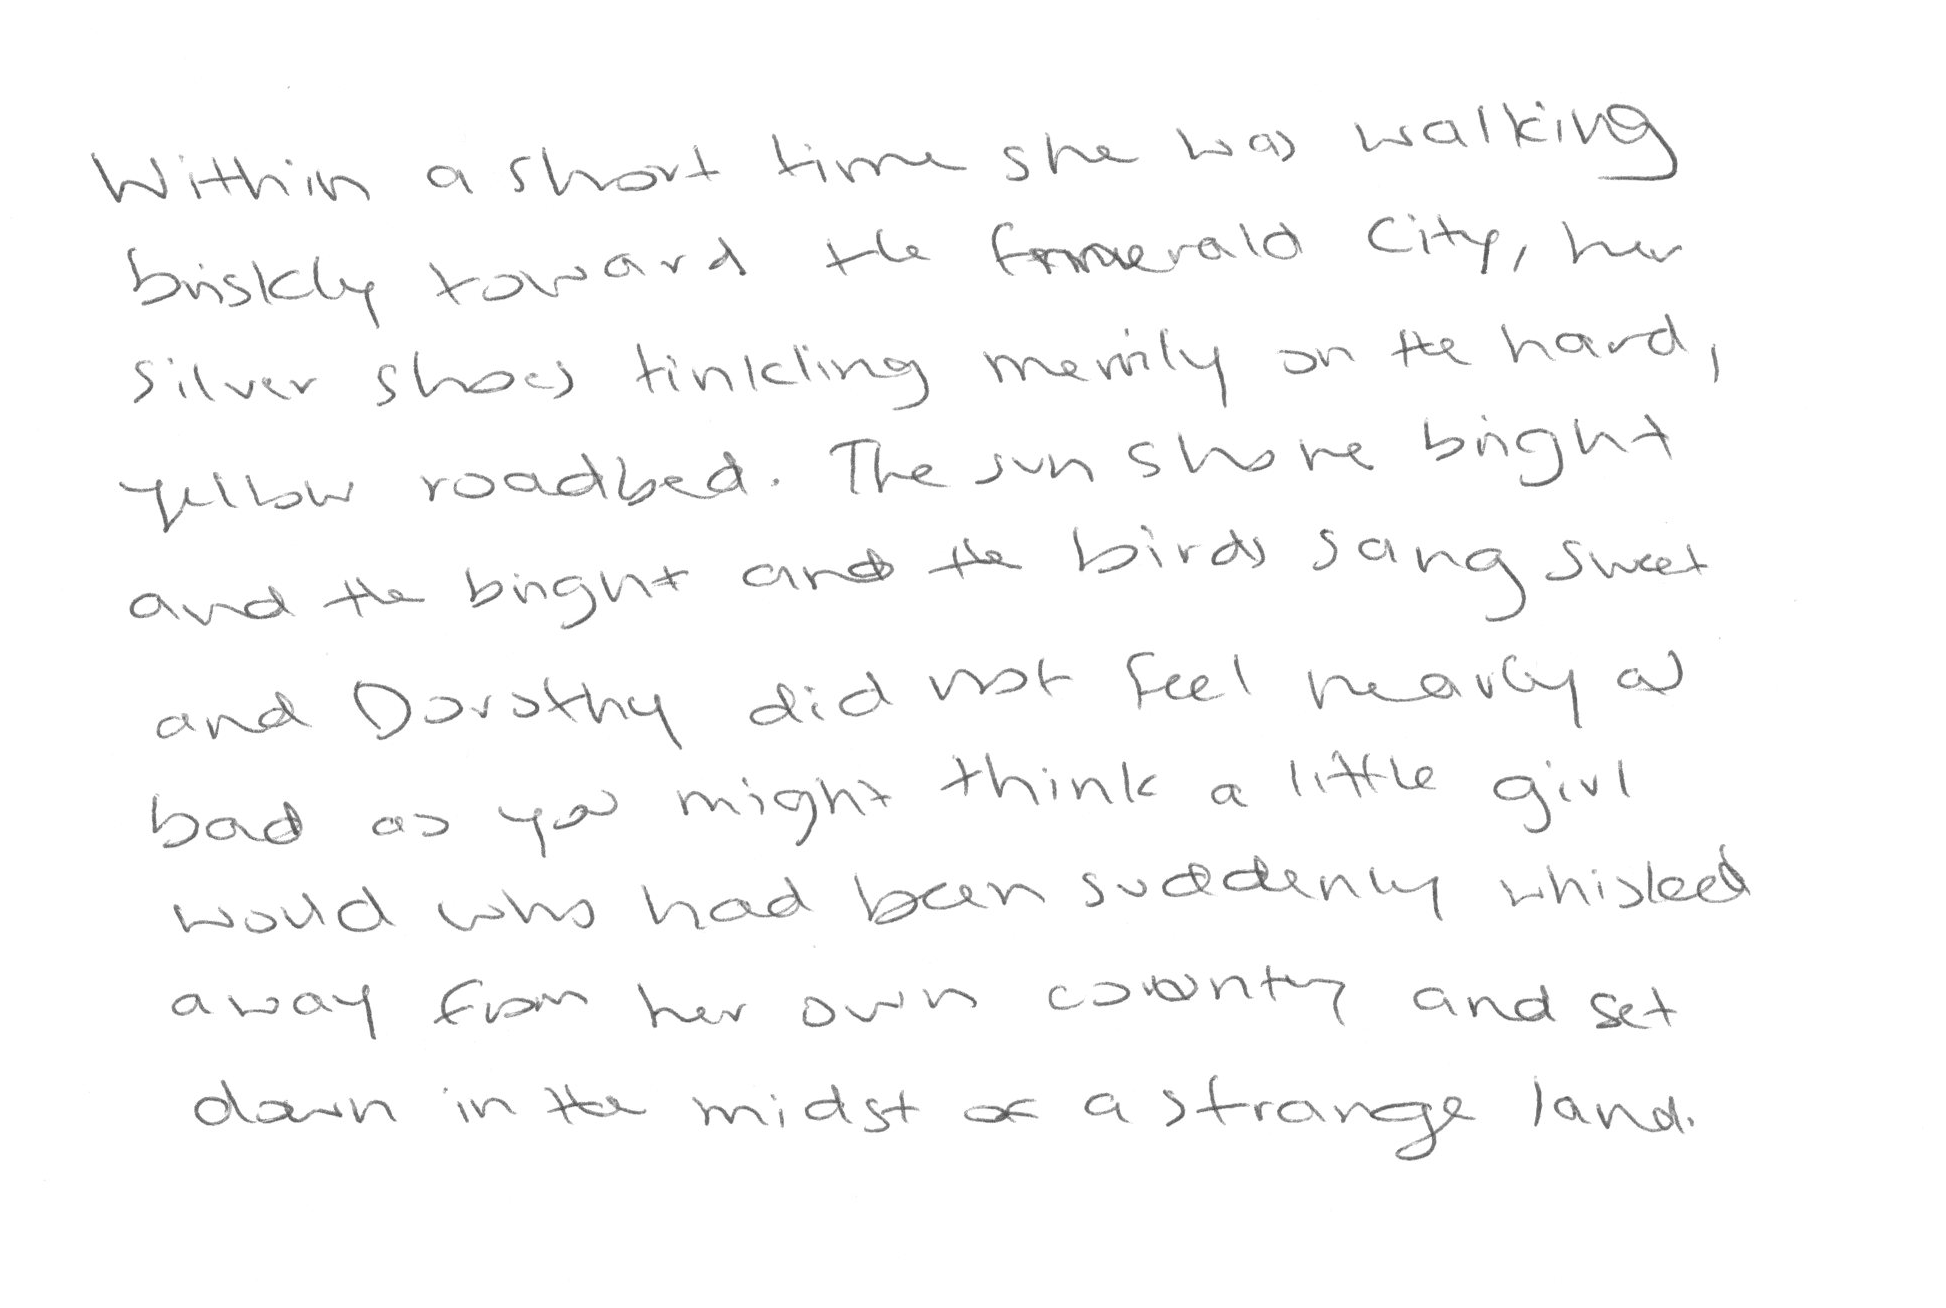 Within a short time she was walking
briskly toward the Emerald City, her
silver shoes tinkling merrily on the hard,
yellow roadbed. The sun shone bright
and the bright and the birds sang sweet
and Dorothy did not feel nearly as
bad as you might think a little girl
would who had been suddenly whisked
away from her own country and set
down in the midst of a strange land.